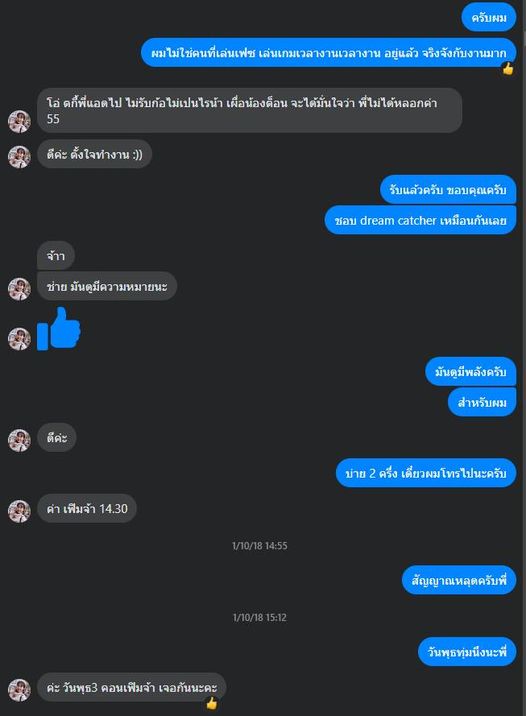 ครับผม
ผมไม่ใช่คนที่เล่นเฟซ เล่นเกมเวลางานเวลางาน อยู่แล้ว จริงจังกับงานมาก
โอ่ ดกี้พี่แอดไป ไม่รับก้อไม่เปนไรน้า เผื่อน้องด็อน จะได้มั่นใจว่า พี่ไม่ได้หลอกค่า
55
ดีค่ะ ตั้งใจทำงาน :))
รับแล้วครับ ขอบคุณครับ
ชอบ dream catcher เหมือนกันเลย
จ้าา
ช่าย มันดูมีความหมายนะ
มันดูมีพลังครับ
สำหรับผม
ดีค่ะ
บ่าย 2 ครึ่ง เดี่ยวผมโทรไปนะครับ
ค่า เฟิมจ้า 14.30
1/10/18 14:55
สัญญาณหลุดครับพี่
1/10/18 15:12
วันพุธทุ่มนึงนะพี่
ค่ะ วันพุธ3 คอนเฟิมจ้า เจอกันนะคะ